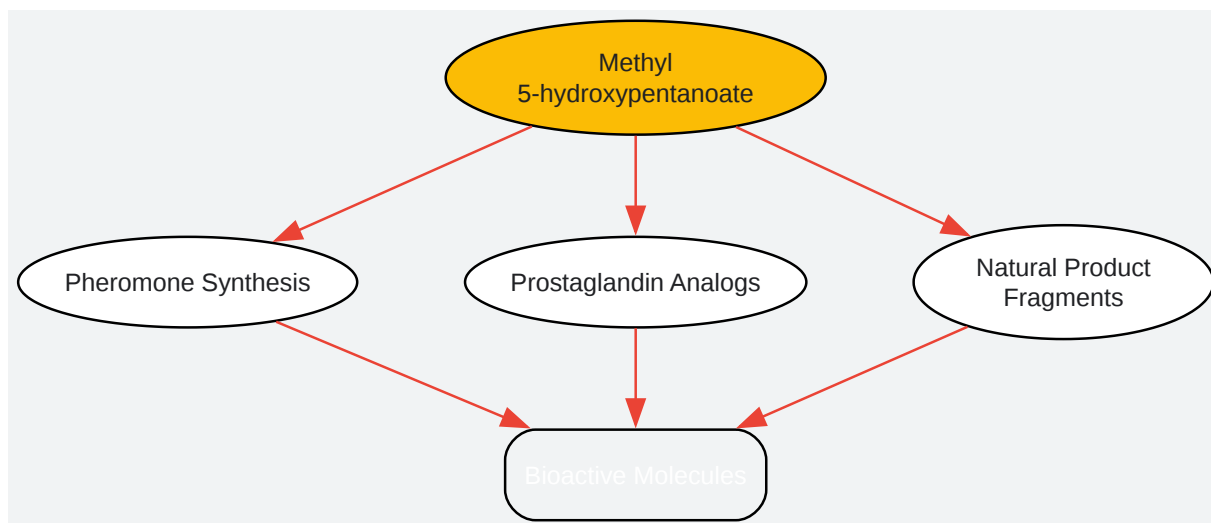 Methyl
5-hydroxypentanoate
Pheromone Synthesis
Prostaglandin Analogs
Natural Product
Fragments
Bioactive Molecules